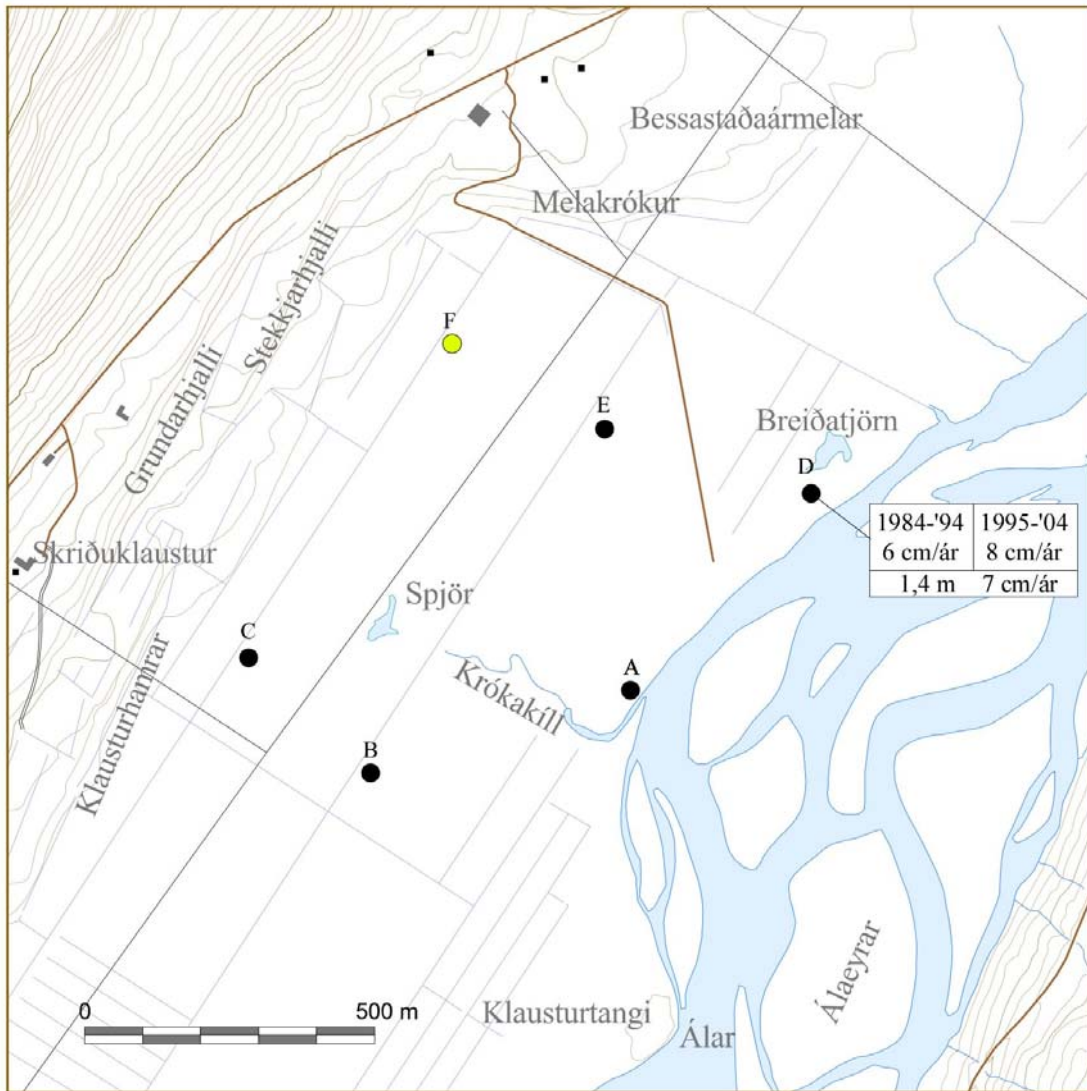 Bessastaðaármelar
Melakrókur
Stekkjarhjalli
F
Grundarhjalli
E
Breiðatjörn
D
1984-'94 1995-'04
6 cm/ár 8 cm/ár
1,4 m 7 cm/ár
Skriðuklaustur
Spjör
C
A
Krókakíll
Klausturhamrar
B
Álaeyrar
0 500 m
Klausturtangi
Álar